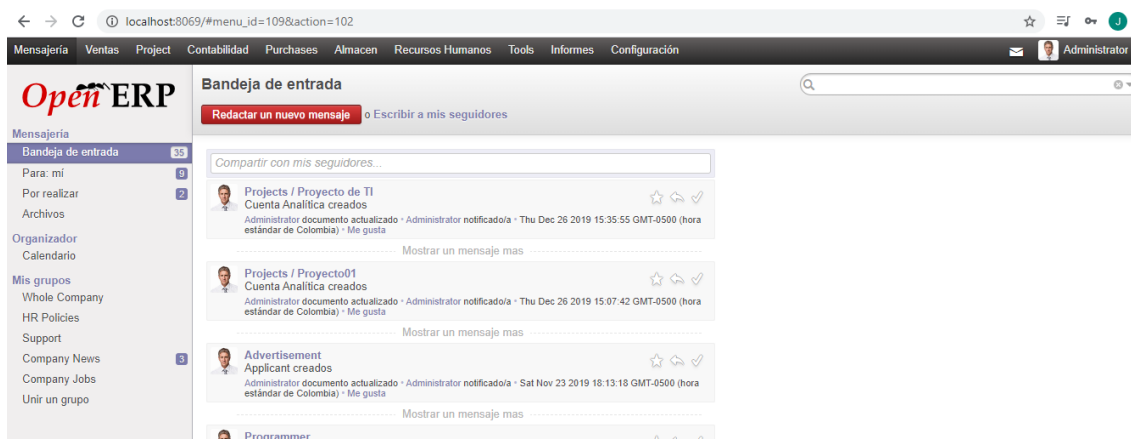 localhost:8069/#menu_id=109&action=102
J
Mensajería Ventas Project Contabilidad Purchases Almacen Recursos Humanos Tools Informes Configuración Administrator
Open ERP
Mensajería
Bandeja de entrada 35
Para: mí 9
Por realizar 2
Archivos
Organizador
Calendario
Mis grupos
Whole Company
HR Policies
Support
Company News 3
Company Jobs
Unir un grupo
Bandeja de entrada
Redactar un nuevo mensaje o Escribir a mis seguidores
Compartir con mis seguidores...
Projects / Proyecto de TI
Cuenta Analítica creados
Administrator documento actualizado • Administrator notificado/a • Thu Dec 26 2019 15:35:55 GMT-0500 (hora
estándar de Colombia) • Me gusta
Mostrar un mensaje mas
Projects / Proyecto01
Cuenta Analítica creados
Administrator documento actualizado • Administrator notificado/a • Thu Dec 26 2019 15:07:42 GMT-0500 (hora
estándar de Colombia) • Me gusta
Mostrar un mensaje mas
Advertisement
Applicant creados
Administrator documento actualizado • Administrator notificado/a • Sat Nov 23 2019 18:13:18 GMT-0500 (hora
estándar de Colombia) • Me gusta
Mostrar un mensaje mas
Programmer